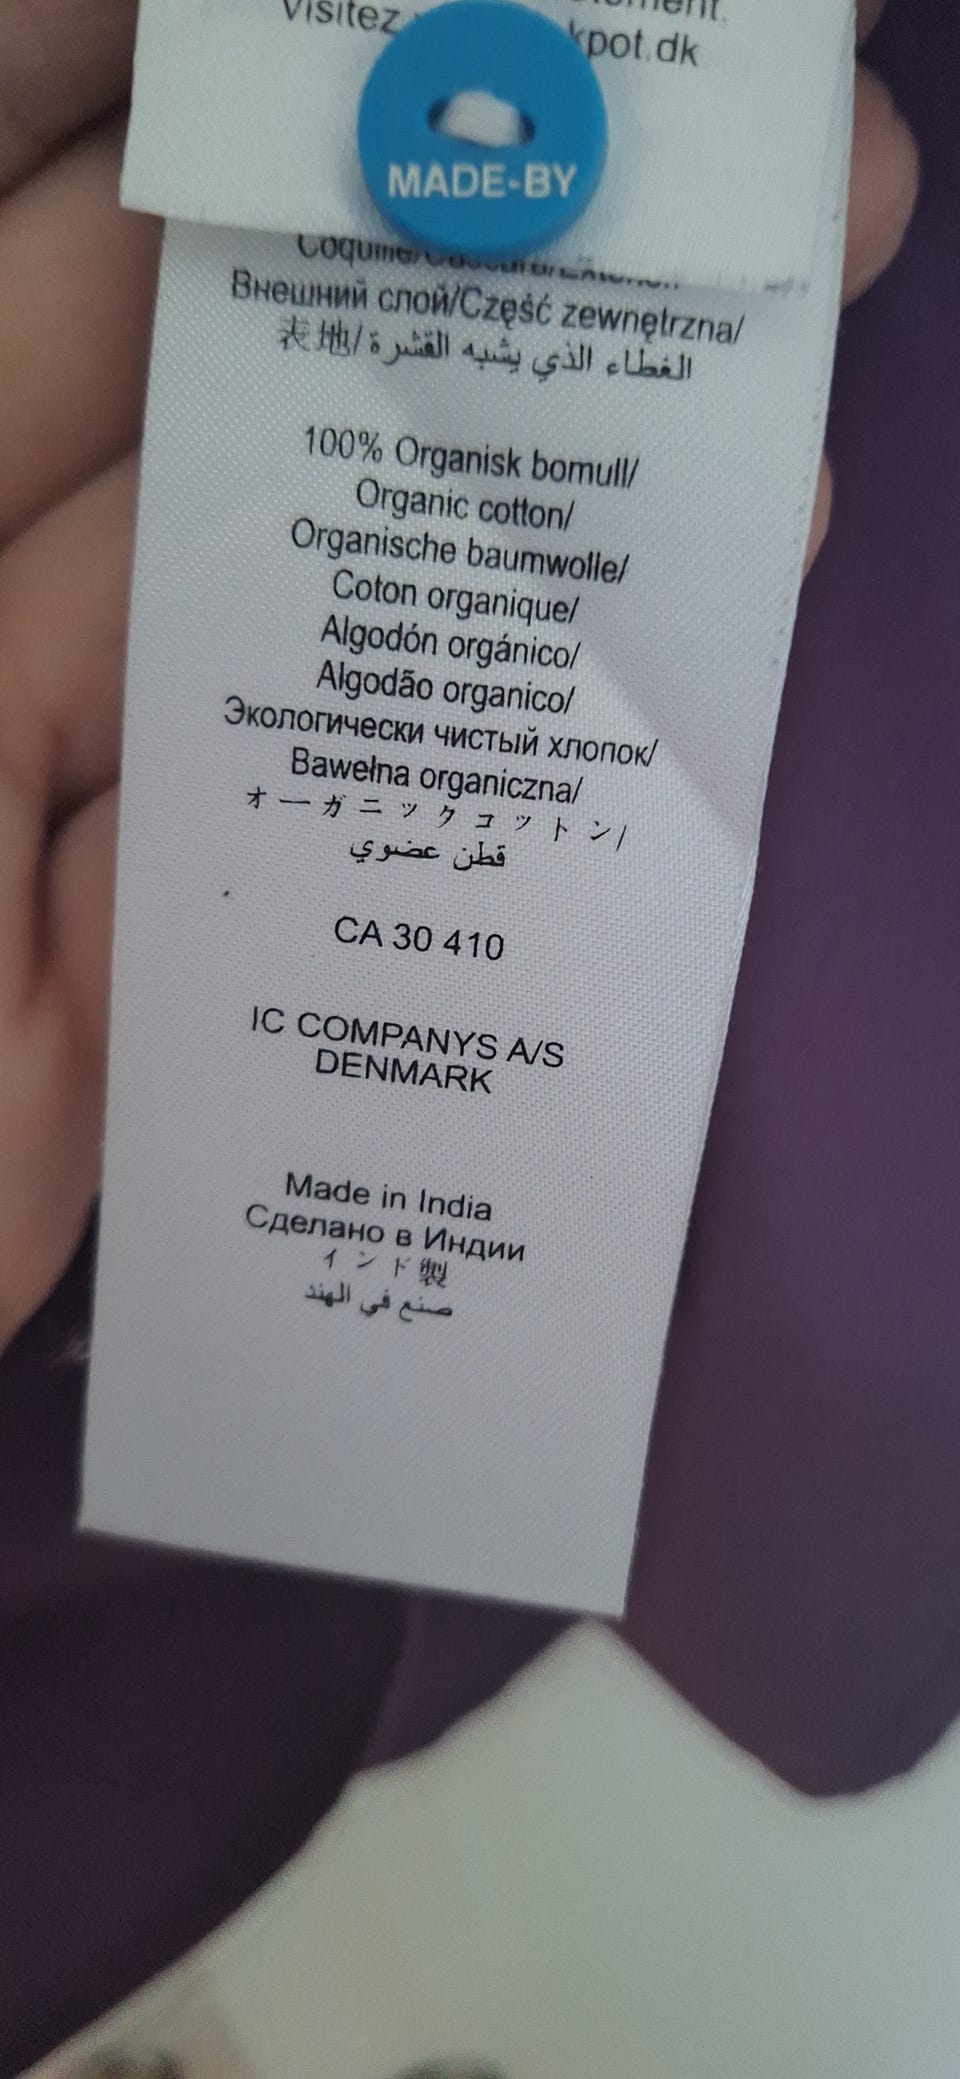 Visitez
kpot.dk
MADE-BY
Внешний слой/Część zewnętrzna/
表地/الغطاء الذي يشبه القشرة
100% Organisk bomull/
Organic cotton/
Organische baumwolle/
Coton organique/
Algodón orgánico/
Algodão organico/
Экологически чистый хлопок/
Bawełna organiczna/
オーガニックコットン/
قطن عضوي
CA 30 410
IC COMPANYS A/S
DENMARK
Made in India
Сделано в Индии
インド製
صنع في الهند